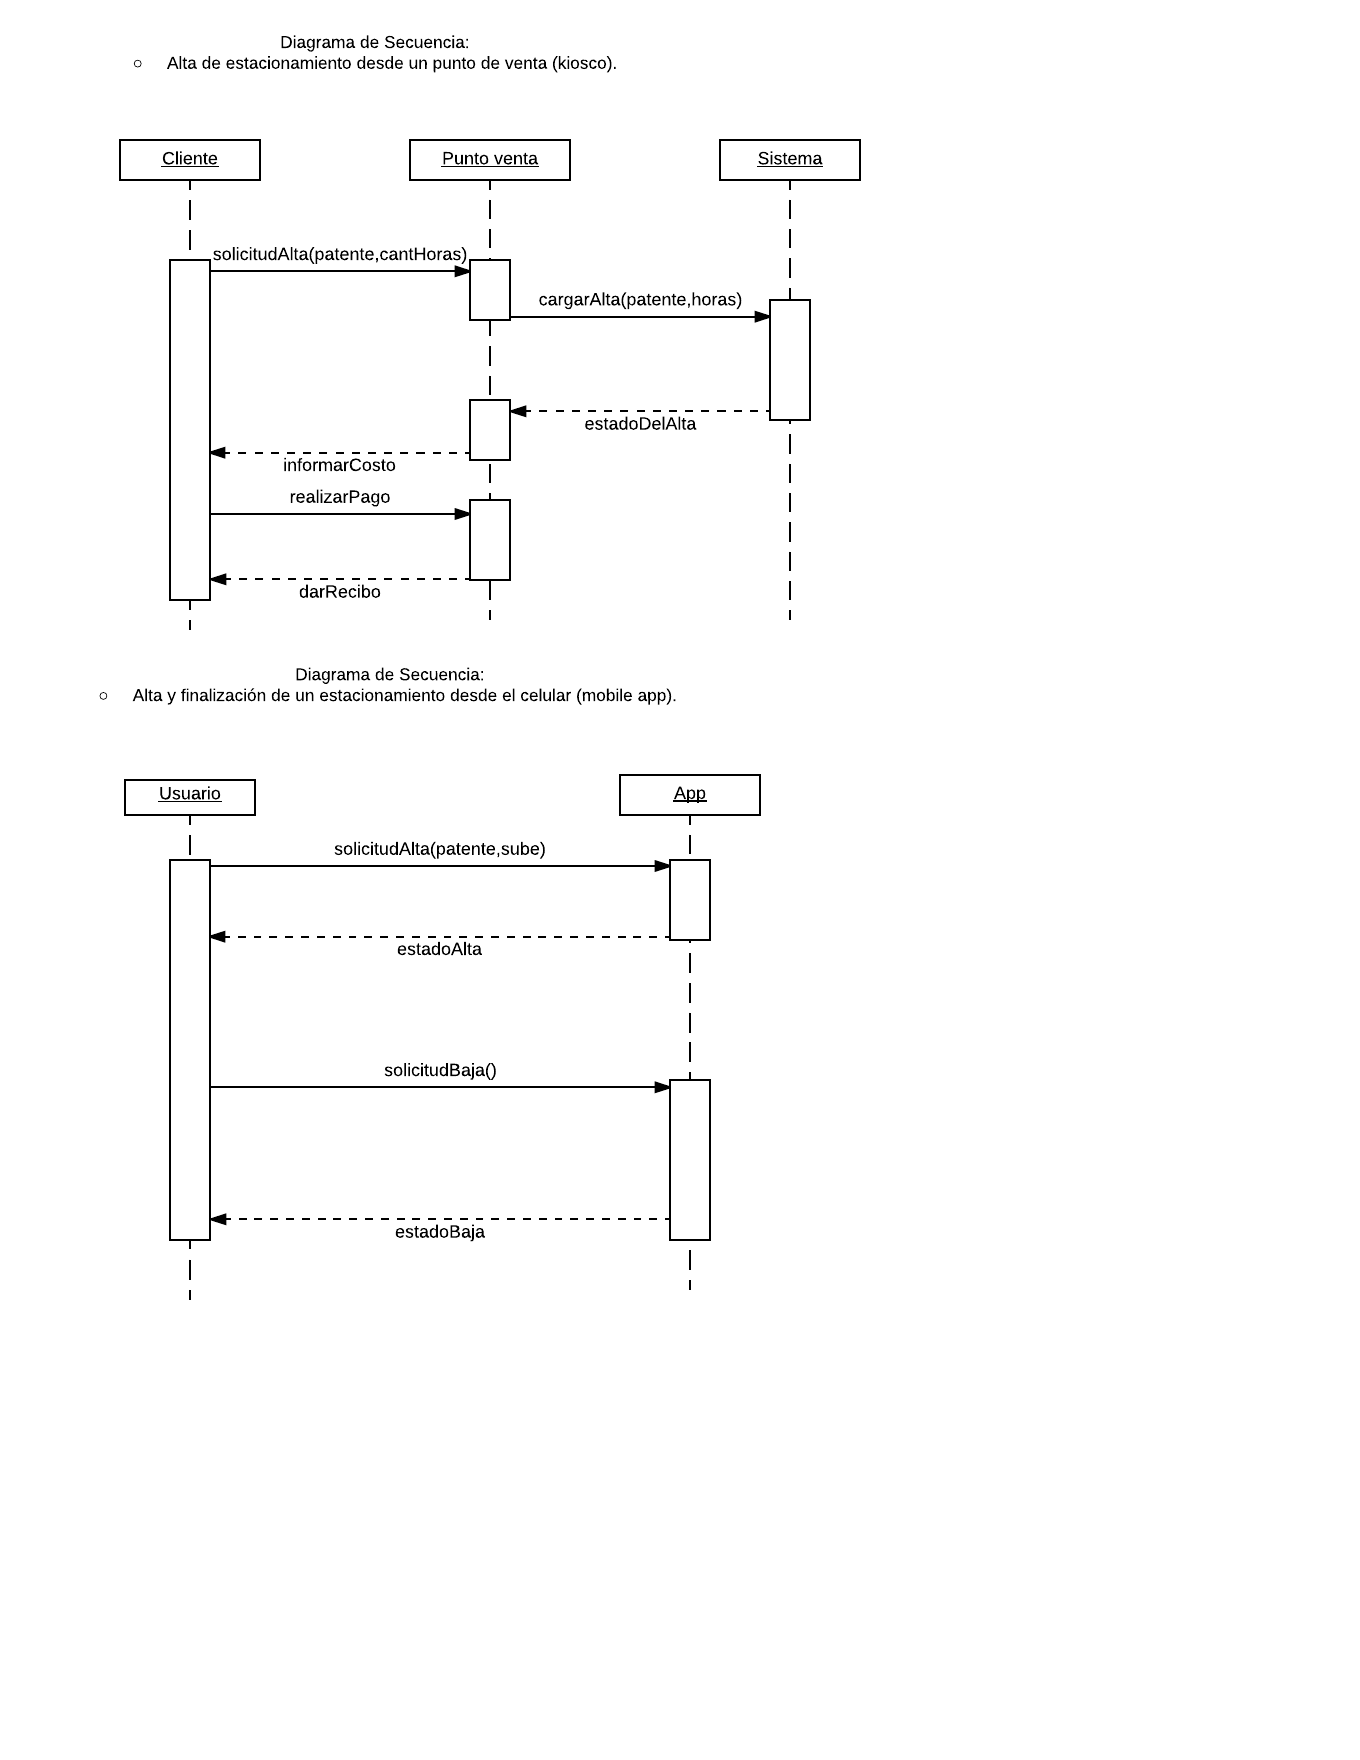 Diagrama de Secuencia:
○ Alta de estacionamiento desde un punto de venta (kiosco).
Cliente
Punto venta
Sistema
solicitudAlta(patente,cantHoras)
cargarAlta(patente,horas)
estadoDelAlta
informarCosto
realizarPago
darRecibo
Diagrama de Secuencia:
○ Alta y finalización de un estacionamiento desde el celular (mobile app).
Usuario
App
solicitudAlta(patente,sube)
estadoAlta
solicitudBaja()
estadoBaja